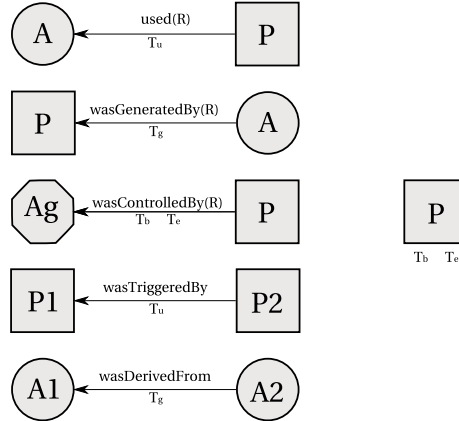 A used(R) P
Tu
P wasGeneratedBy(R) A
Tg
Ag wasControlledBy(R) P
Tb Te
P
Tb Te
P1 wasTriggeredBy P2
Tu
A1 wasDerivedFrom A2
Tg